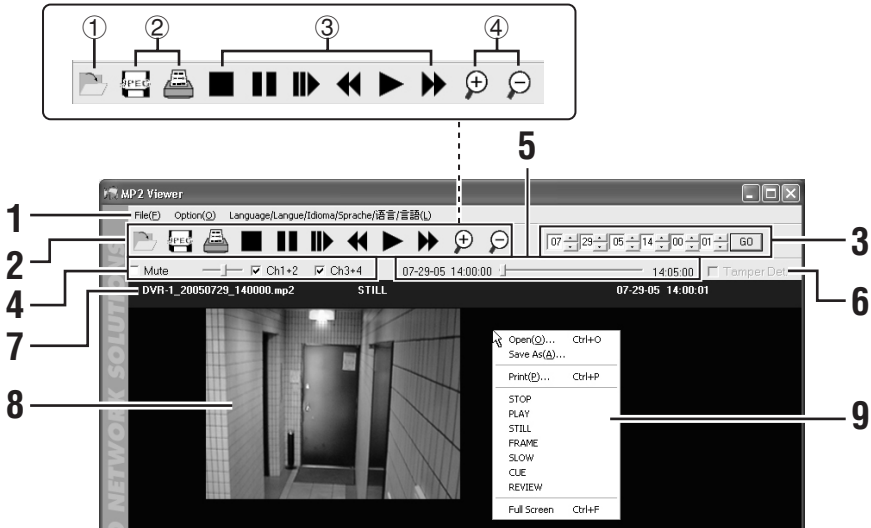 ① ② ③ ④
JPEG
5
MP2 Viewer
1
File(F) Option(O) Language/Langue/Idioma/Sprache/语言/言語(L)
2
JPEG
07 29 05 14 00 01 GO
3
4
Mute Ch1+2 Ch3+4
07-29-05 14:00:00 14:05:00
Tamper Det.
6
7
DVR-1_20050729_140000.mp2 STILL 07-29-05 14:00:01
8
NETWORK SOLUTIONS
Open(O)... Ctrl+O
Save As(A)...
Print(P)... Ctrl+P
STOP
PLAY
STILL
FRAME
SLOW
CUE
REVIEW
Full Screen Ctrl+F
9